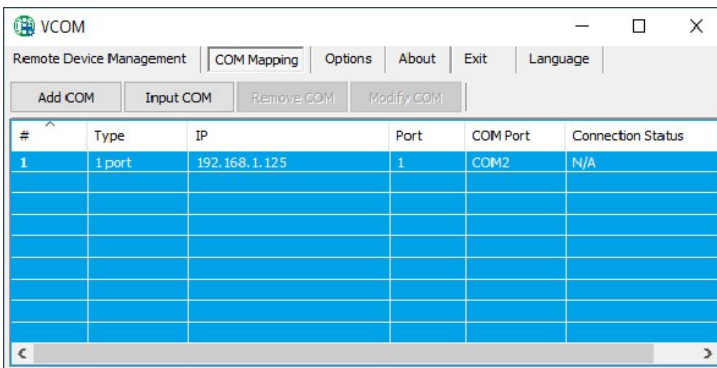 VCOM
Remote Device Management COM Mapping Options About Exit Language
Add COM Input COM Remove COM Modify COM
# Type IP Port COM Port Connection Status
1 1 port 192.168.1.125 1 COM2 N/A